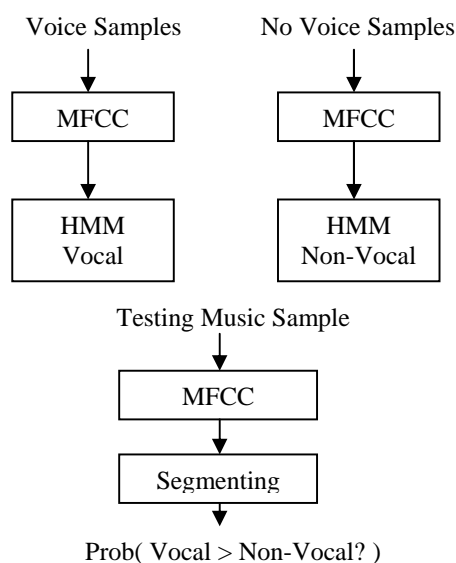 Voice Samples
No Voice Samples
MFCC
MFCC
HMM
Vocal
HMM
Non-Vocal
Testing Music Sample
MFCC
Segmenting
Prob( Vocal > Non-Vocal? )